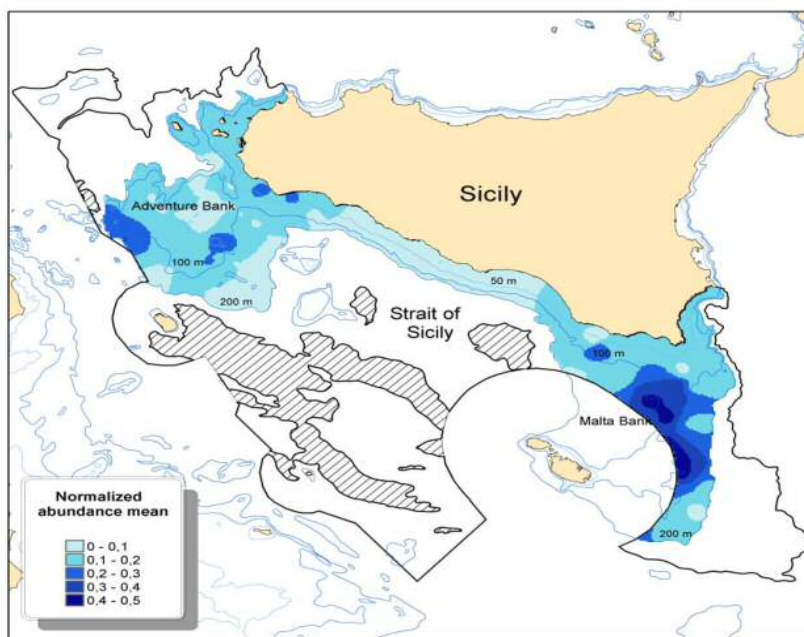 Sicily
Adventure Bank
100 m
200 m
50 m
Strait of
Sicily
100 m
Malta Bank
200 m
Normalized
abundance mean
0 - 0,1
0,1 - 0,2
0,2 - 0,3
0,3 - 0,4
0,4 - 0,5